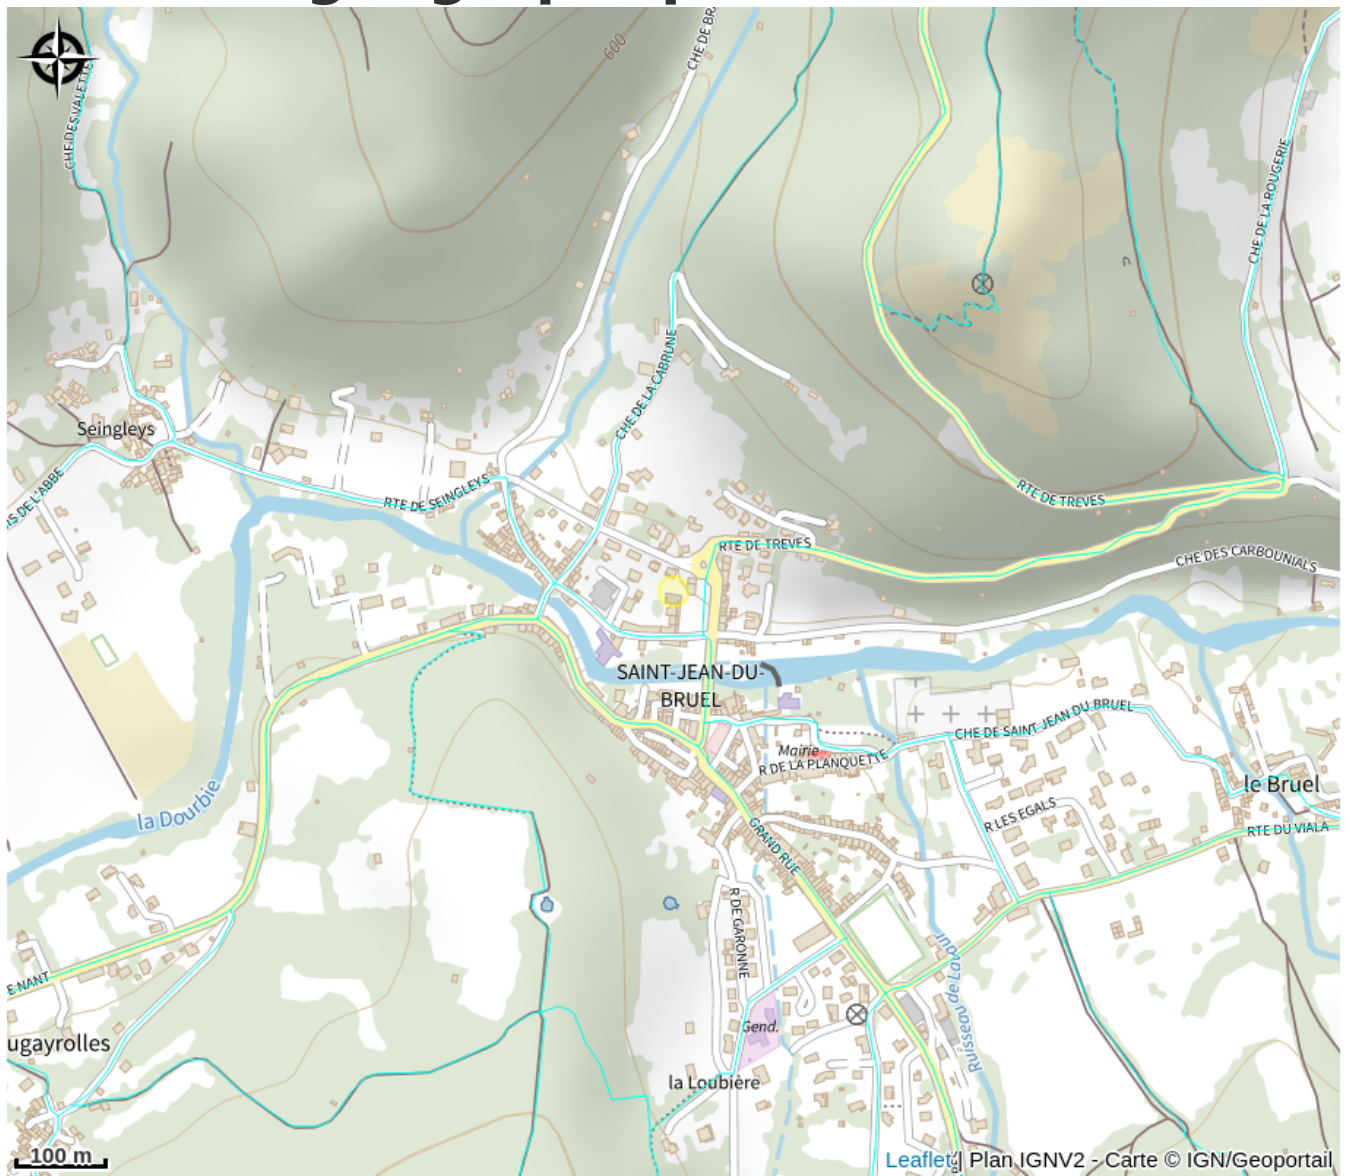 600
CHE DE BR
CHE DES VALETTE
CHE DE LA ROUGERIE
CHE DE LA CABRUNE
Seingleys
IS DE L'ABBE
RTE DE SEINGLEYS
RTE DE TREVES
RTE DE TREVES
CHE DES CARBOUNIALS
SAINT-JEAN-DU-
BRUEL
CHE DE SAINT JEAN DU BRUEL
Mairie
R DE LA PLANQUETTE
le Bruel
la Dourbie
R LES EGALS
RTE DU VIALA
GRAND RUE
R DE GARONNE
E NANT
Ruisseau de Lavaur
Gend.
ugayrolles
la Loubière
100 m
Leaflet | Plan IGNV2 - Carte © IGN/Geoportail